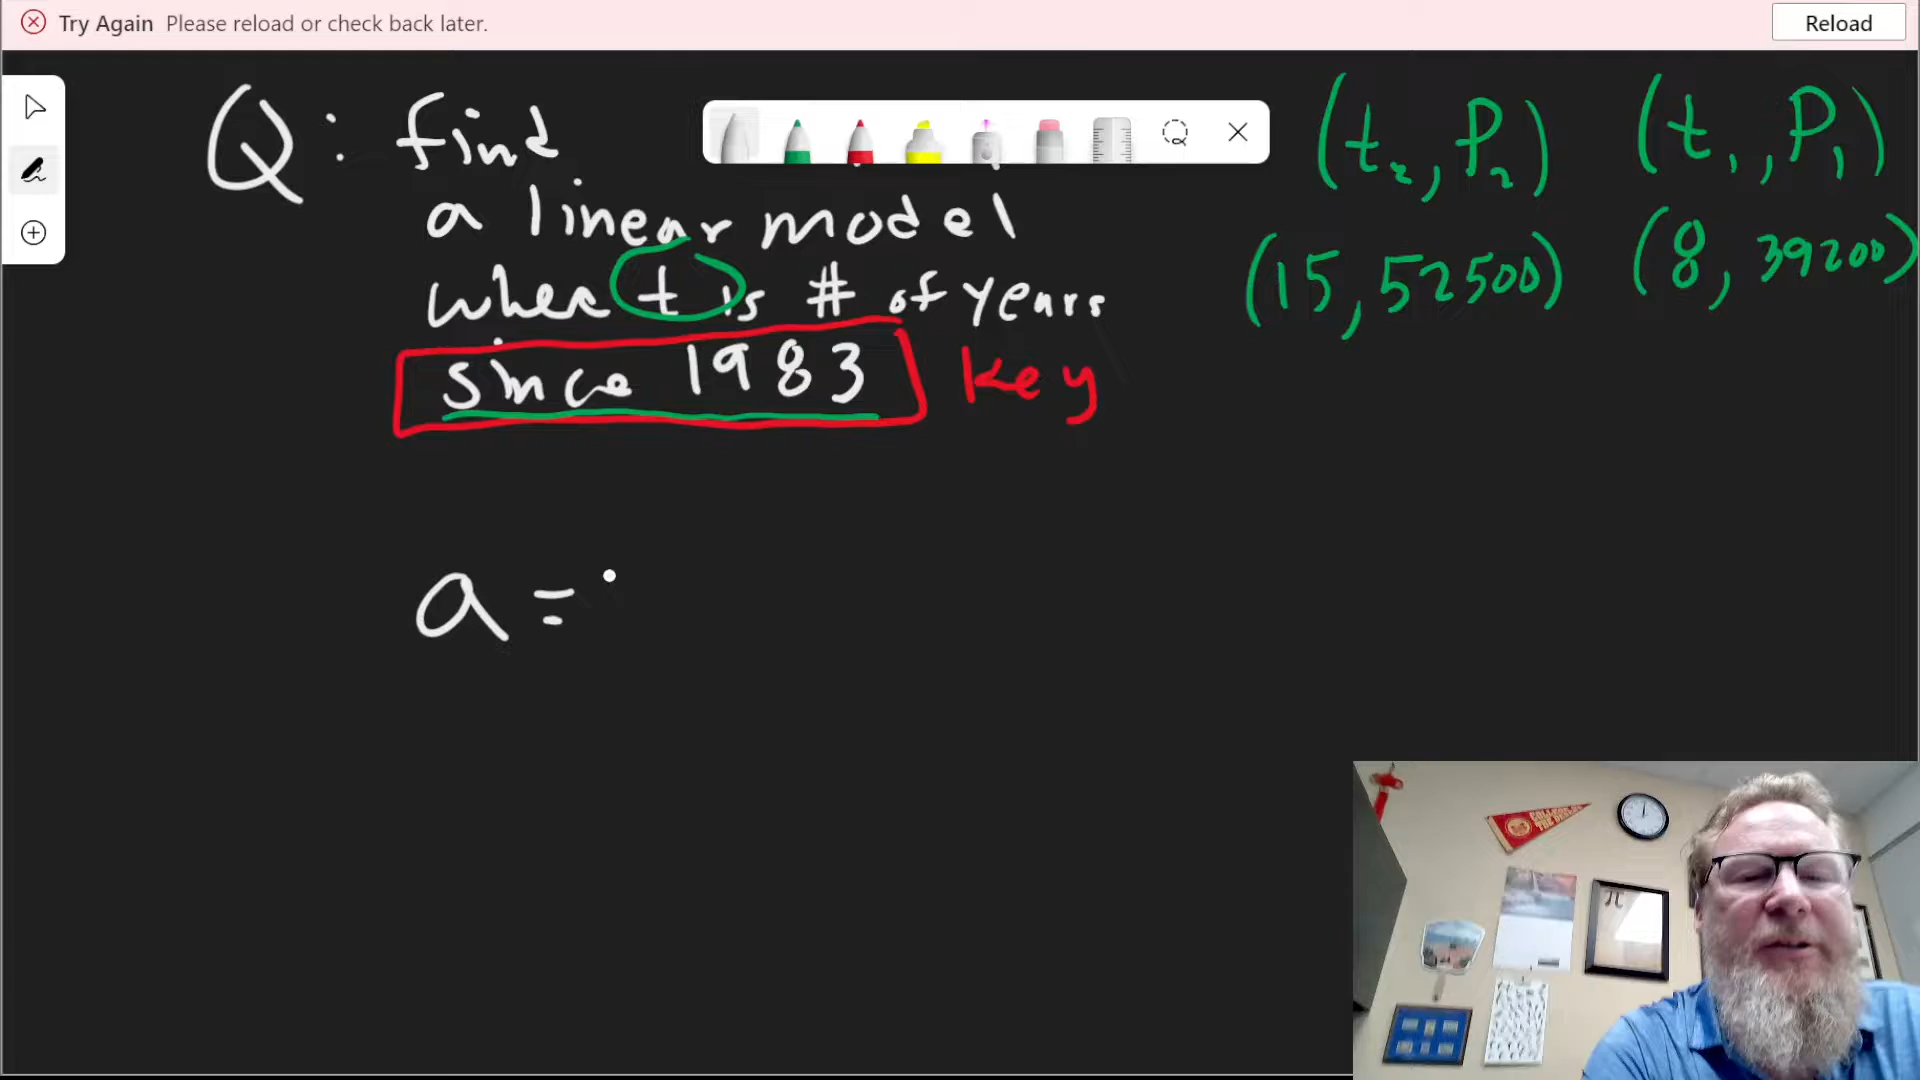 Try Again Please reload or check back later.
Reload
Q: find
a linear model
when t is # of years
since 1983 key
a =
(t₂, P₂) (t₁, P₁)
(15, 52500) (8, 39200)
π